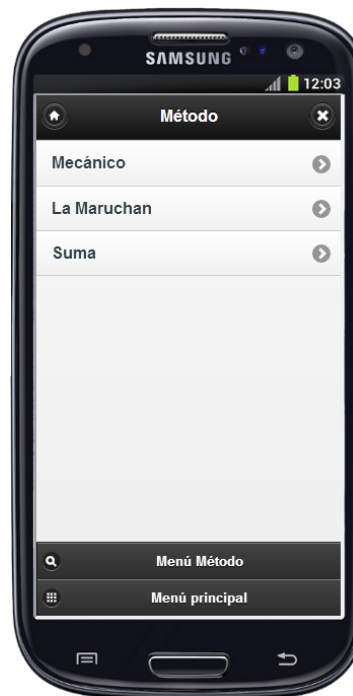 SAMSUNG
12:03
Método
Mecánico
La Maruchan
Suma
Menú Método
Menú principal